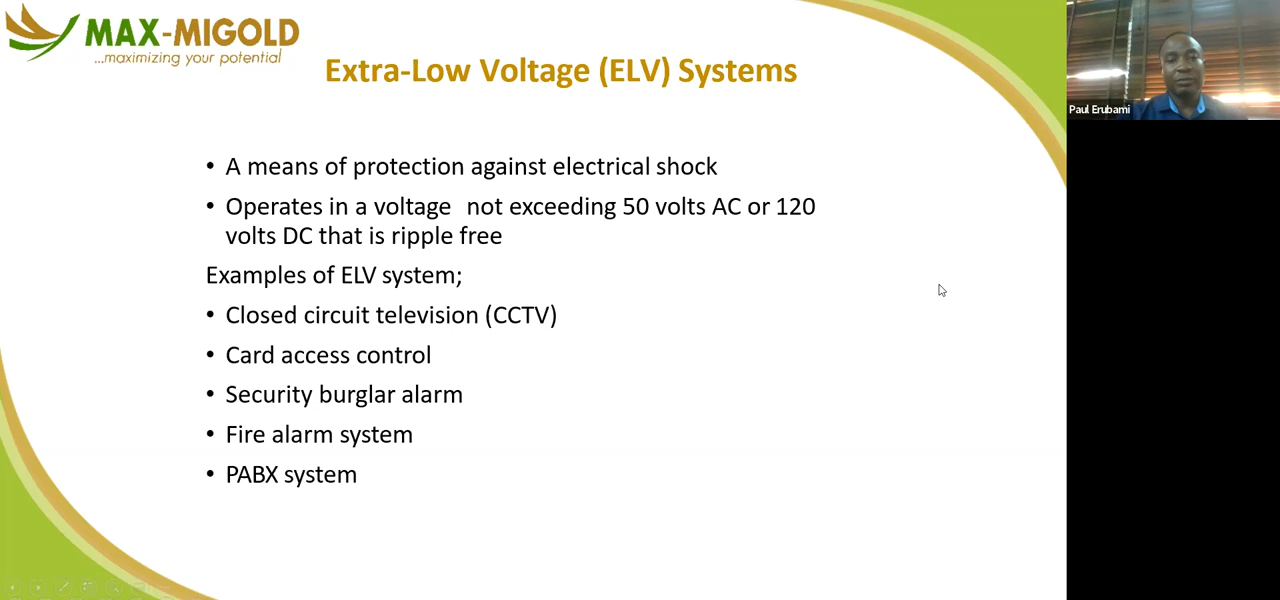 MAX-MIGOLD
...maximizing your potential
Extra-Low Voltage (ELV) Systems
Paul Erubami
• A means of protection against electrical shock
• Operates in a voltage not exceeding 50 volts AC or 120
volts DC that is ripple free
Examples of ELV system;
• Closed circuit television (CCTV)
• Card access control
• Security burglar alarm
• Fire alarm system
• PABX system